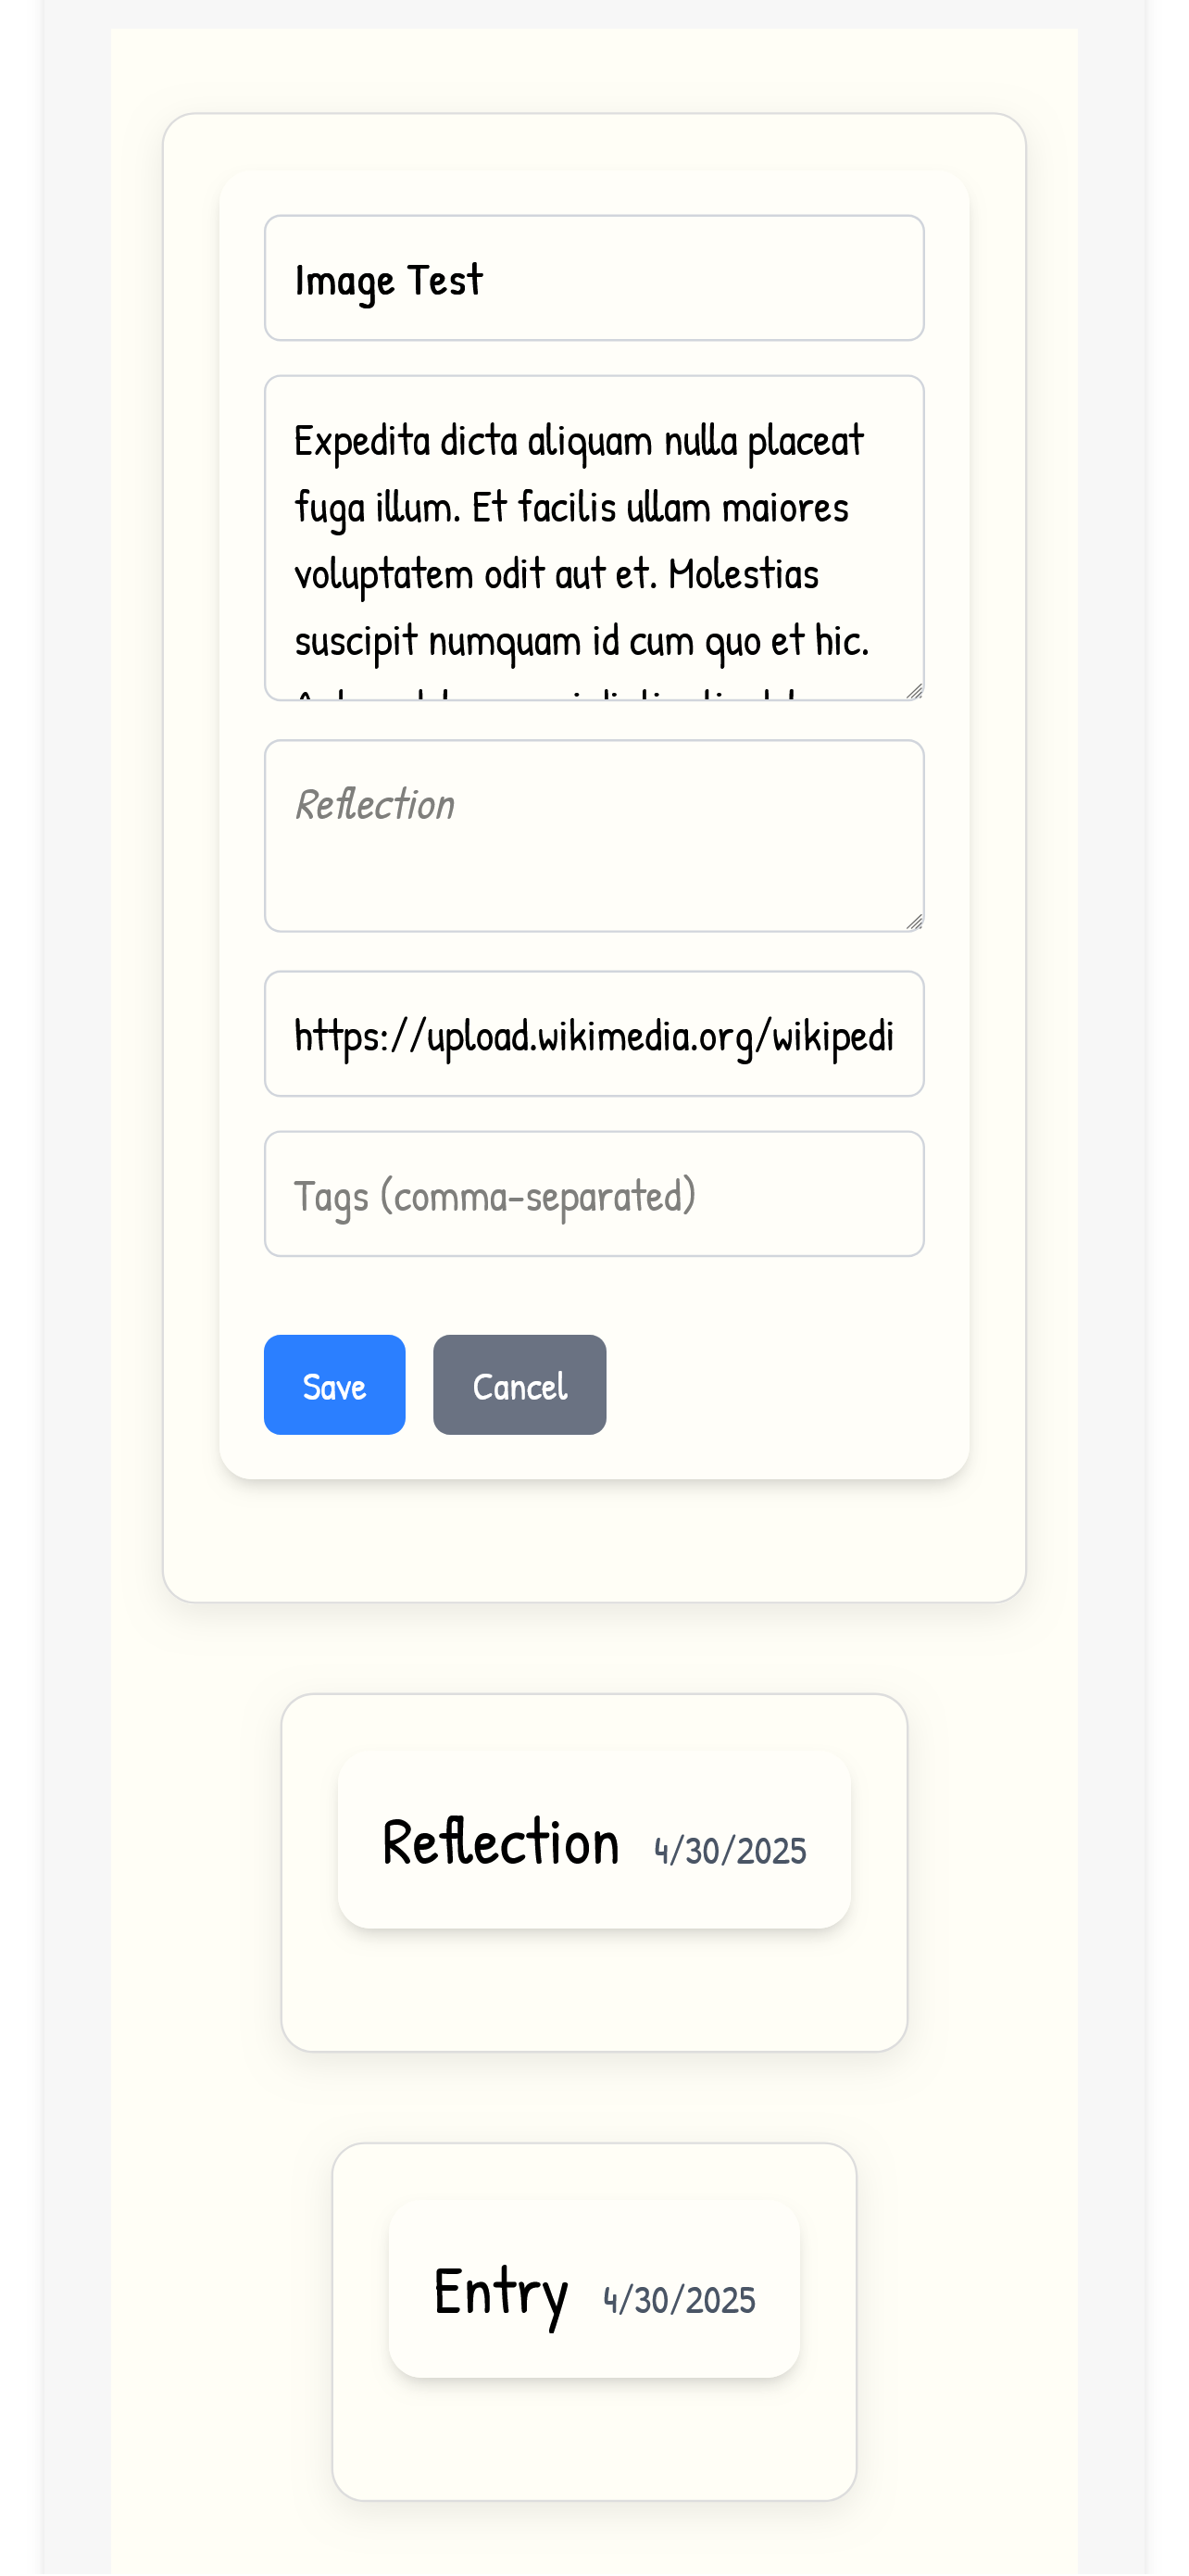 Image Test
Expedita dicta aliquam nulla placeat
fuga illum. Et facilis ullam maiores
voluptatem odit aut et. Molestias
suscipit numquam id cum quo et hic.
Reflection
https://upload.wikimedia.org/wikipedi
Tags (comma-separated)
Save Cancel
Reflection 4/30/2025
Entry 4/30/2025